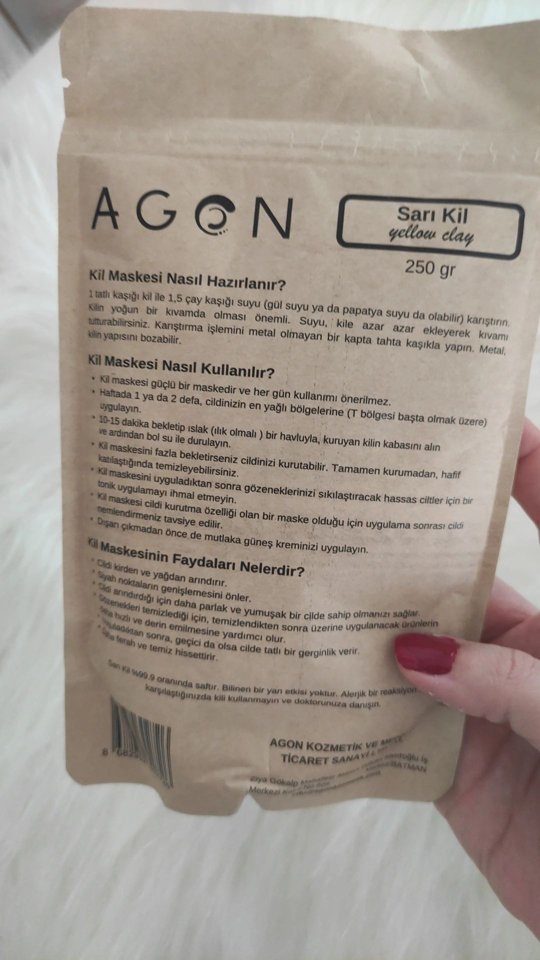 AGON
Sarı Kil
yellow clay
250 gr
Kil Maskesi Nasıl Hazırlanır?
1 tatlı kaşığı kil ile 1,5 çay kaşığı suyu (gül suyu ya da papatya suyu da olabilir) karıştırın.
Kilin yoğun bir kıvamda olması önemli. Suyu, kile azar azar ekleyerek kıvamı
tutturabilirsiniz. Karıştırma işlemini metal olmayan bir kapta tahta kaşıkla yapın. Metal,
kilin yapısını bozabilir.
Kil Maskesi Nasıl Kullanılır?
• Kil maskesi güçlü bir maskedir ve her gün kullanımı önerilmez.
• Haftada 1 ya da 2 defa, cildinizin en yağlı bölgelerine (T bölgesi başta olmak üzere)
uygulayın.
• 10-15 dakika bekletip ıslak (ılık olmalı ) bir havluyla, kuruyan kilin kabasını alın
ve ardından bol su ile durulayın.
• Kil maskesini fazla bekletirseniz cildinizi kurutabilir. Tamamen kurumadan, hafif
katılaştığında temizleyebilirsiniz.
• Kil maskesini uyguladıktan sonra gözeneklerinizi sıkılaştıracak hassas ciltler için bir
tonik uygulamayı ihmal etmeyin.
• Kil maskesi cildi kurutma özelliği olan bir maske olduğu için uygulama sonrası cildi
nemlendirmeniz tavsiye edilir.
• Dışarı çıkmadan önce de mutlaka güneş kreminizi uygulayın.
Kil Maskesinin Faydaları Nelerdir?
• Cildi kirden ve yağdan arındırır.
• Siyah noktaların genişlemesini önler.
• Cildi arındırdığı için daha parlak ve yumuşak bir cilde sahip olmanızı sağlar.
• Gözenekleri temizlediği için, temizlendikten sonra üzerine uygulanacak ürünlerin
daha hızlı ve derin emilmesine yardımcı olur.
• Uyguladıktan sonra, geçici da olsa cilde tatlı bir gerginlik verir.
• Cilde ferah ve temiz hissettirir.
Sarı Kil %99.9 oranında saftır. Bilinen bir yan etkisi yoktur. Alerjik bir reaksiyon
karşılaştığınızda kili kullanmayın ve doktorunuza danışın.
AGON KOZMETİK VE
TİCARET SANAYİ
Ziya Gökalp
Merkezi
BATMAN